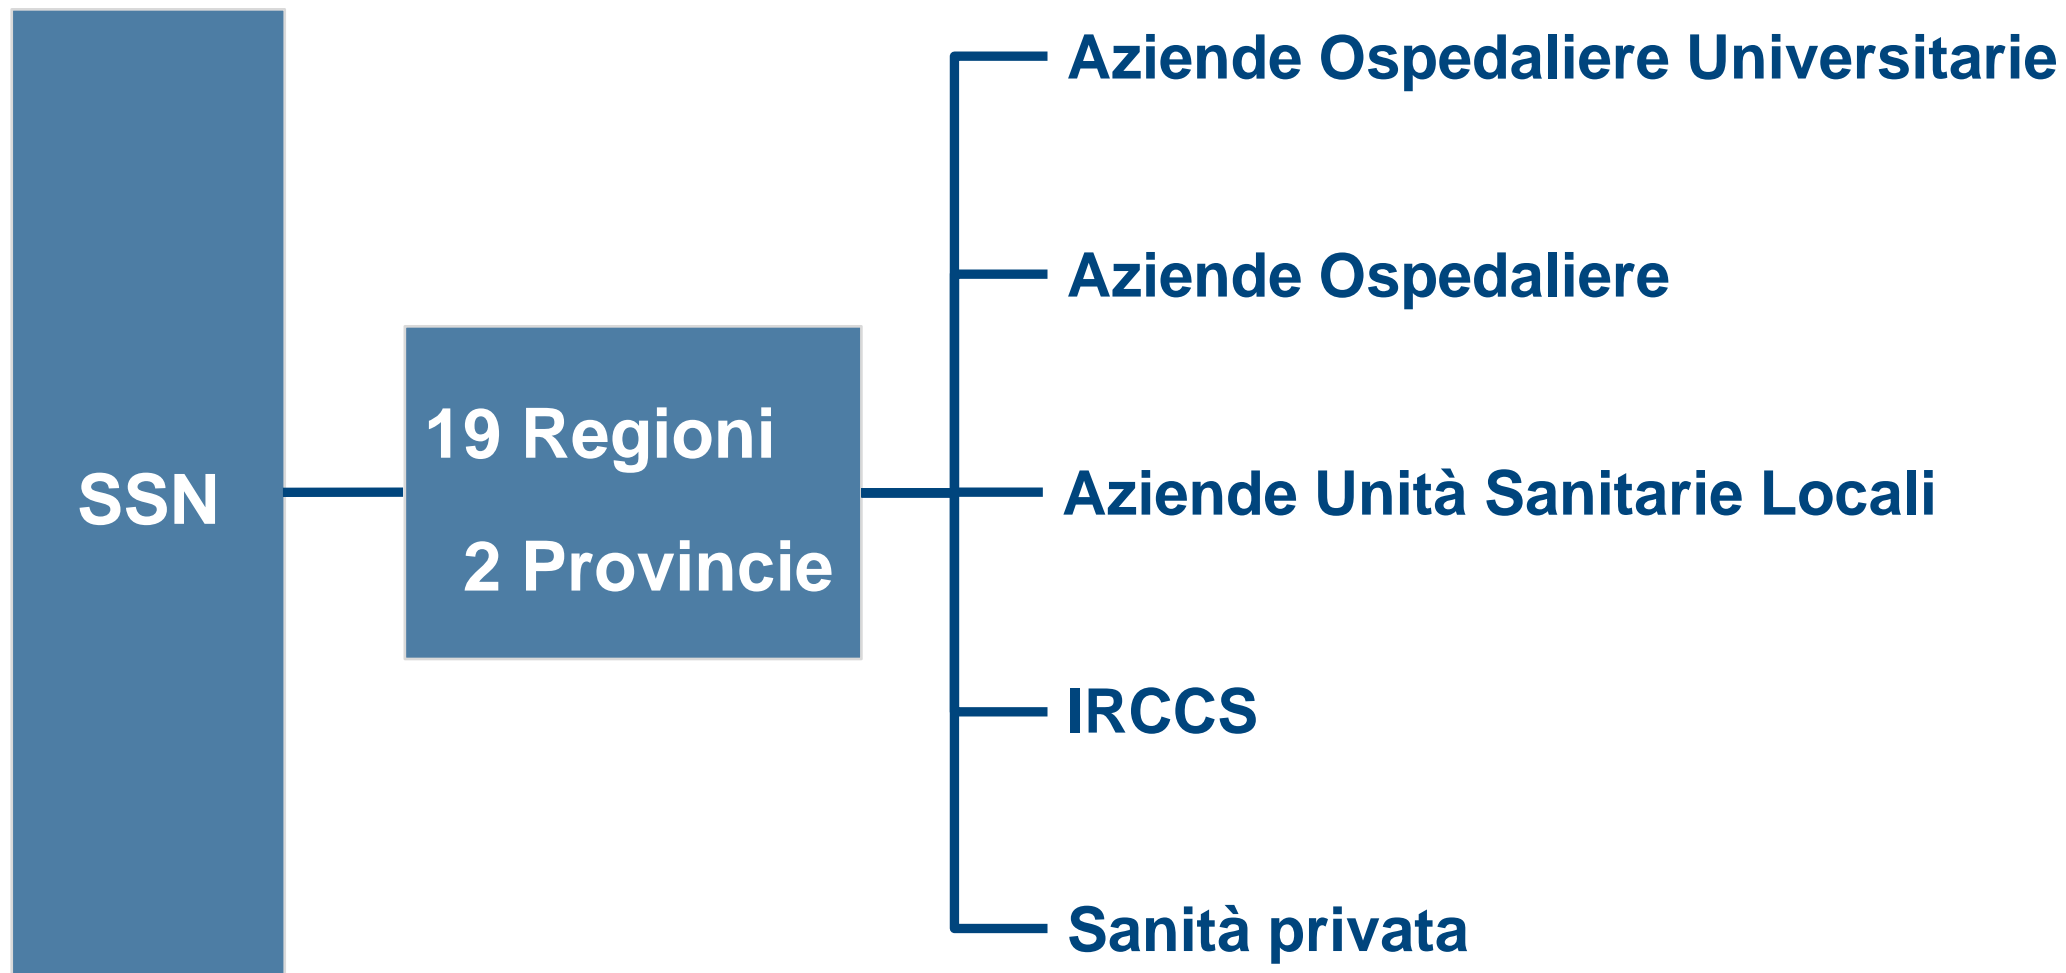 SSN
19 Regioni
2 Provincie
Aziende Ospedaliere Universitarie
Aziende Ospedaliere
Aziende Unità Sanitarie Locali
IRCCS
Sanità privata